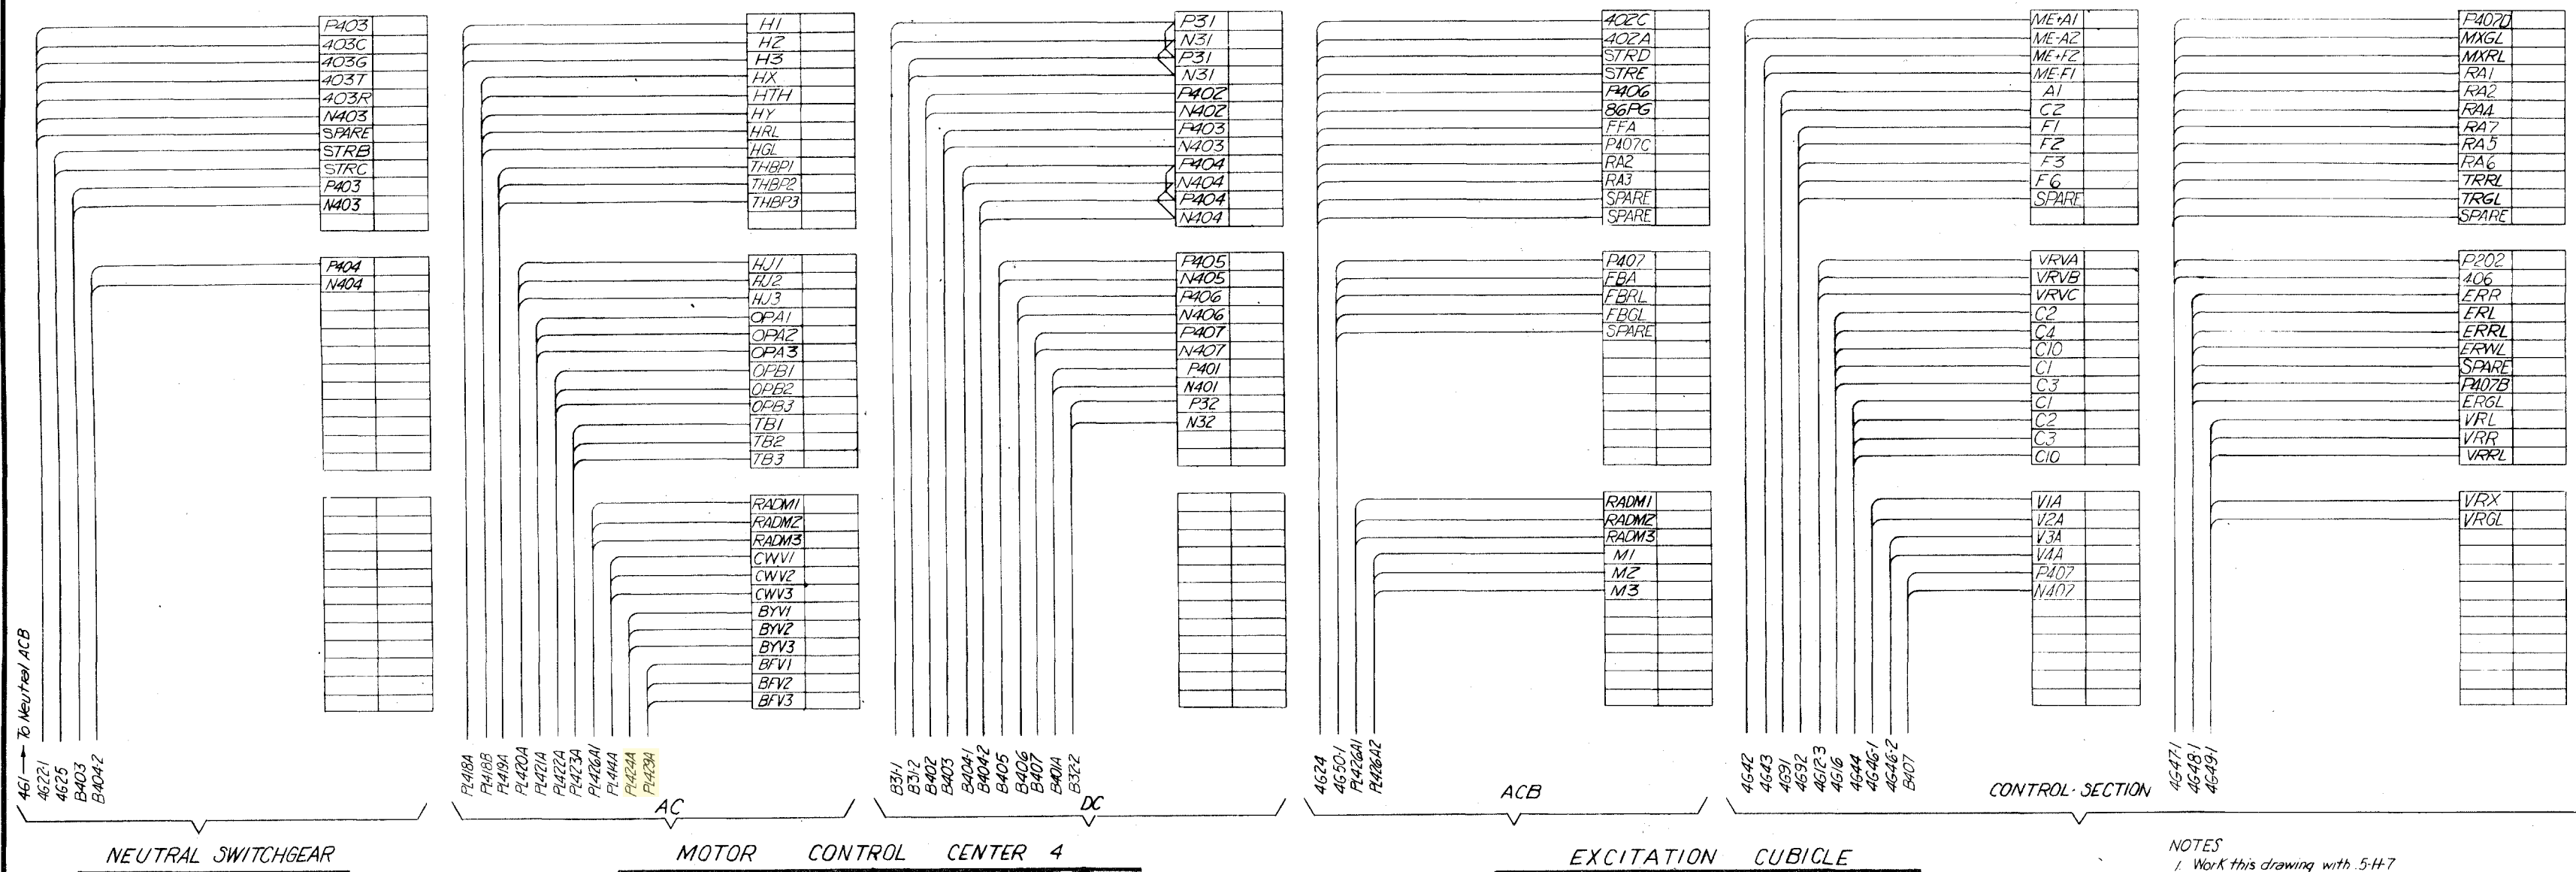 P403
403C
403G
403T
403R
N403
SPARE
STRB
STRC
P403
N403
P404
N404
4G1 → To Neutral ACB
4G22-1
4G25
B403
B404-2
NEUTRAL SWITCHGEAR
H1
H2
H3
HX
HTH
HY
HRL
HGL
THBP1
THBP2
THBP3
HJ1
HJ2
HJ3
OPA1
OPA2
OPA3
OPB1
OPB2
OPB3
TB1
TB2
TB3
RADM1
RADM2
RADM3
CWV1
CWV2
CWV3
BYV1
BYV2
BYV3
BFV1
BFV2
BFV3
PL418A
PL418B
PL419A
PL420A
PL421A
PL422A
PL423A
PL426A1
PL414A
PL424A
PL429A
AC
P31
N31
P31
N31
P402
N402
P403
N403
P404
N404
P404
N404
P405
N405
P406
N406
P407
N407
P401
N401
P32
N32
B31-1
B31-2
B402
B403
B404-1
B404-2
B405
B406
B407
B401A
B32-2
DC
MOTOR CONTROL CENTER 4
402C
402A
STRD
STRE
P406
86PG
FFA
P407C
RA2
RA3
SPARE
SPARE
P407
FBA
FBRL
FBGL
SPARE
RADM1
RADM2
RADM3
M1
M2
M3
4G24
4G50-1
PL426A1
PL426A2
ACB
ME+A1
ME-A2
ME+F2
ME-F1
A1
C2
F1
F2
F3
F6
SPARE
VRVA
VRVB
VRVC
C2
C4
C10
C1
C3
C1
C2
C3
C10
V1A
V2A
V3A
V4A
P407
N407
4G42
4G43
4G91
4G92
4G12-3
4G16
4G44
4G46-1
4G46-2
B407
CONTROL SECTION
P407D
MXGL
MXRL
RA1
RA2
RA4
RA7
RA5
RA6
TRRL
TRGL
SPARE
P202
406
ERR
ERL
ERRL
ERWL
SPARE
P407B
ERGL
VRL
VRR
VRRL
VRX
VRGL
4G47-1
4G48-1
4G49-1
EXCITATION CUBICLE
NOTES
1. Work this drawing with 5-H-7